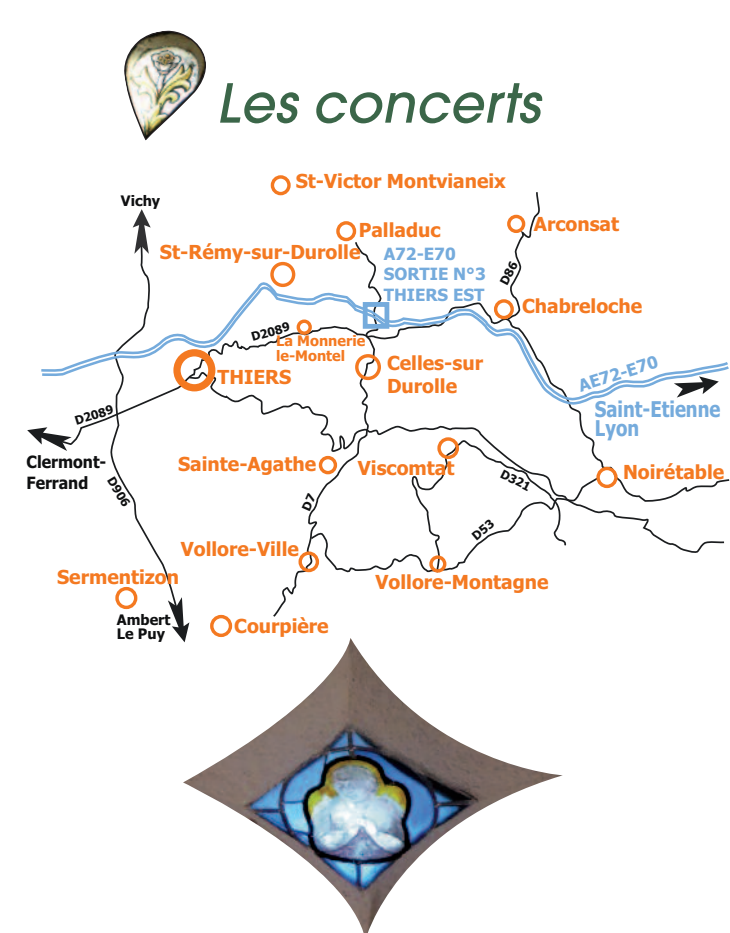 Les concerts
St-Victor Montvianeix
Vichy
Palladuc
Arconsat
St-Rémy-sur-Durolle
A72-E70
SORTIE N°3
THIERS EST
D86
Chabreloche
D2089
La Monnerie
le-Montel
THIERS
Celles-sur
Durolle
AE72-E70
Saint-Etienne
Lyon
D2089
Clermont-
Ferrand
D906
Sainte-Agathe
Viscomtat
D321
Noirétable
D7
D53
Vollore-Ville
Vollore-Montagne
Sermentizon
Ambert
Le Puy
Courpière